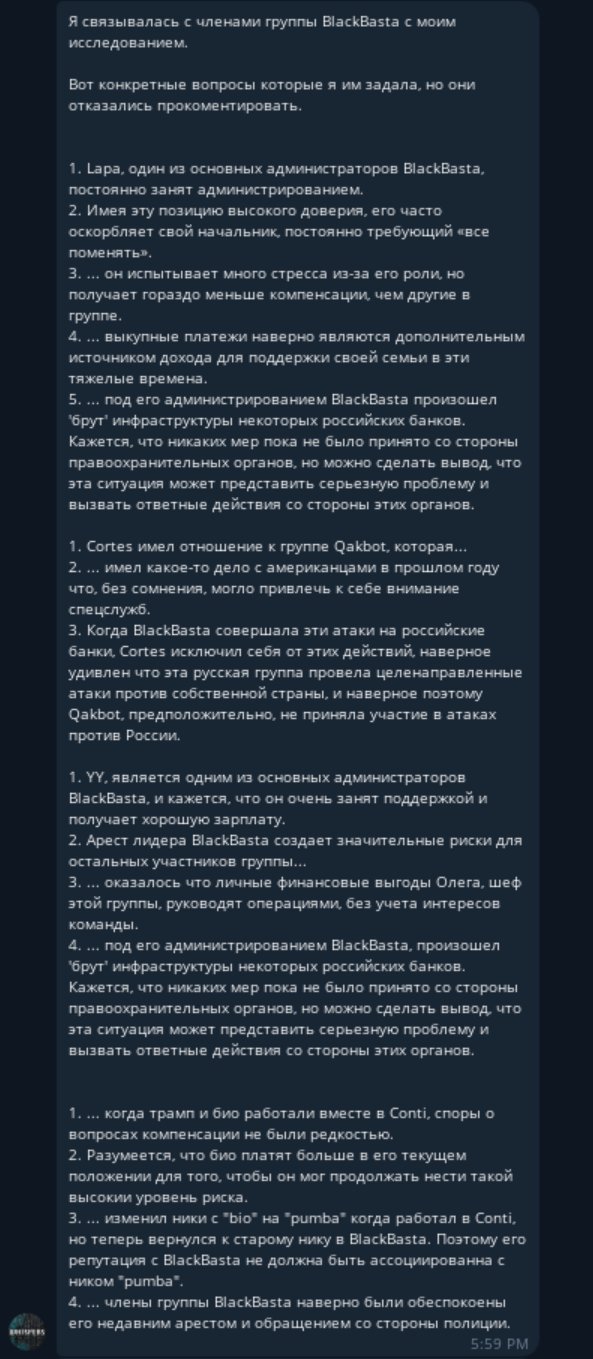 Я связывалась с членами группы BlackBasta с моим
исследованием.
Вот конкретные вопросы которые я им задала, но они
отказались прокоментировать.
1. Lapa, один из основных администраторов BlackBasta,
постоянно занят администрированием.
2. Имея эту позицию высокого доверия, его часто
оскорбляет свой начальник, постоянно требующий «все
поменять».
3. ... он испытывает много стресса из-за его роли, но
получает гораздо меньше компенсации, чем другие в
группе.
4. ... выкупные платежи наверно являются дополнительным
источником дохода для поддержки своей семьи в эти
тяжелые времена.
5. ... под его администрированием BlackBasta произошел
'брут' инфраструктуры некоторых российских банков.
Кажется, что никаких мер пока не было принято со стороны
правоохранительных органов, но можно сделать вывод, что
эта ситуация может представить серьезную проблему и
вызвать ответные действия со стороны этих органов.
1. Cortes имел отношение к группе Qakbot, которая...
2. ... имел какое-то дело с американцами в прошлом году
что, без сомнения, могло привлечь к себе внимание
спецслужб.
3. Когда BlackBasta совершала эти атаки на российские
банки, Cortes исключил себя от этих действий, наверное
удивлен что эта русская группа провела целенаправленные
атаки против собственной страны, и наверное поэтому
Qakbot, предположительно, не приняла участие в атаках
против России.
1. YY, является одним из основных администраторов
BlackBasta, и кажется, что он очень занят поддержкой и
получает хорошую зарплату.
2. Арест лидера BlackBasta создает значительные риски для
остальных участников группы...
3. ... оказалось что личные финансовые выгоды Олега, шеф
этой группы, руководят операциями, без учета интересов
команды.
4. ... под его администрированием BlackBasta, произошел
'брут' инфраструктуры некоторых российских банков.
Кажется, что никаких мер пока не было принято со стороны
правоохранительных органов, но можно сделать вывод, что
эта ситуация может представить серьезную проблему и
вызвать ответные действия со стороны этих органов.
1. ... когда трамп и био работали вместе в Conti, споры о
вопросах компенсации не были редкостью.
2. Разумеется, что био платят больше в его текущем
положении для того, чтобы он мог продолжать нести такой
высокии уровень риска.
3. ... изменил ники с "bio" на "pumba" когда работал в Conti,
но теперь вернулся к старому нику в BlackBasta. Поэтому его
репутация с BlackBasta не должна быть ассоциированна с
ником "pumba".
4. ... члены группы BlackBasta наверно были обеспокоены
его недавним арестом и обращением со стороны полиции.
5:59 PM